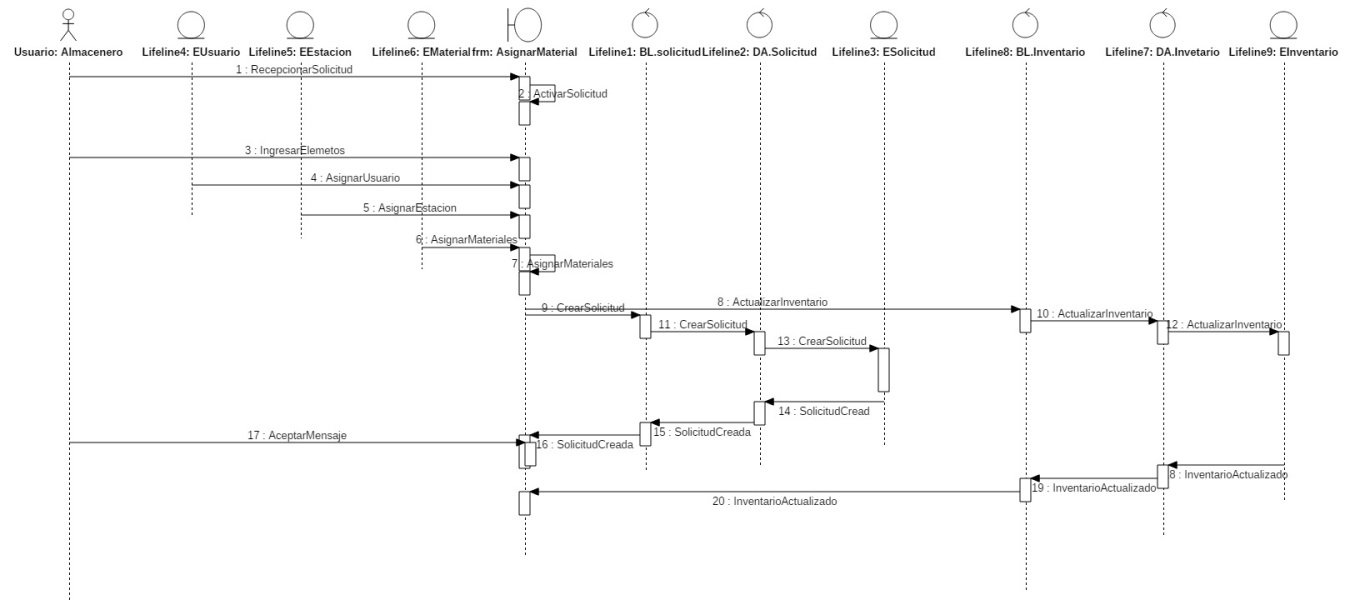 Usuario: Almacenero
Lifeline4: EUsuario
Lifeline5: EEstacion
Lifeline6: EMaterial
frm: AsignarMaterial
Lifeline1: BL.solicitud
Lifeline2: DA.Solicitud
Lifeline3: ESolicitud
Lifeline8: BL.Inventario
Lifeline7: DA.Invetario
Lifeline9: EInventario
1 : RecepcionarSolicitud
2 : ActivarSolicitud
3 : IngresarElemetos
4 : AsignarUsuario
5 : AsignarEstacion
6 : AsignarMateriales
7 : AsignarMateriales
8 : ActualizarInventario
9 : CrearSolicitud
10 : ActualizarInventario
11 : CrearSolicitud
12 : ActualizarInventario
13 : CrearSolicitud
14 : SolicitudCread
15 : SolicitudCreada
17 : AceptarMensaje
16 : SolicitudCreada
8 : InventarioActualizado
19 : InventarioActualizado
20 : InventarioActualizado